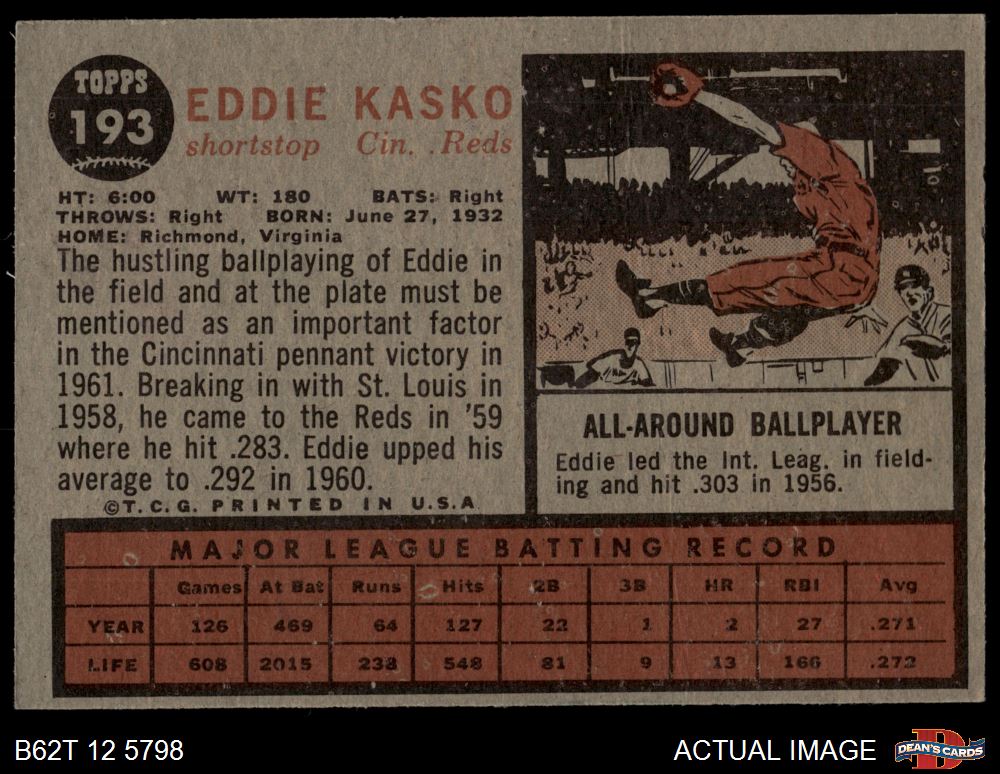 TOPPS
193
EDDIE KASKO
shortstop Cin. Reds
HT: 6:00 WT: 180 BATS: Right
THROWS: Right BORN: June 27, 1932
HOME: Richmond, Virginia
The hustling ballplaying of Eddie in
the field and at the plate must be
mentioned as an important factor
in the Cincinnati pennant victory in
1961. Breaking in with St. Louis in
1958, he came to the Reds in '59
where he hit .283. Eddie upped his
average to .292 in 1960.
©T. C. G. PRINTED IN U.S.A
ALL-AROUND BALLPLAYER
Eddie led the Int. Leag. in field-
ing and hit .303 in 1956.
MAJOR LEAGUE BATTING RECORD
Games At Bat Runs Hits 2B 3B HR RBI Avg
YEAR 126 469 64 127 22 1 2 27 .271
LIFE 608 2015 238 548 81 9 13 166 .272
B62T 12 5798
ACTUAL IMAGE
D
DEAN'S CARDS